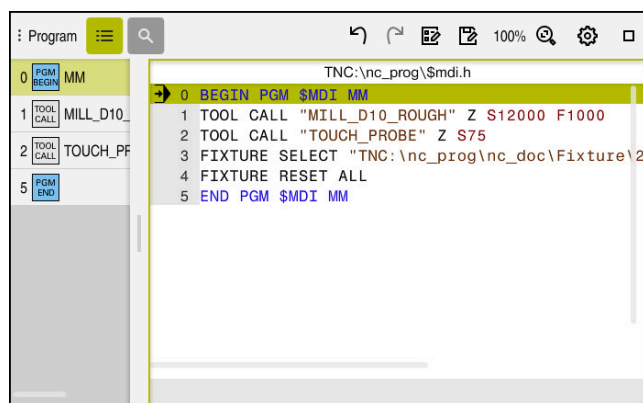 Program
100%
0 PGM BEGIN MM
1 TOOL CALL MILL_D10_
2 TOOL CALL TOUCH_PF
5 PGM END
TNC:\nc_prog\$mdi.h
0 BEGIN PGM $MDI MM
1 TOOL CALL "MILL_D10_ROUGH" Z S12000 F1000
2 TOOL CALL "TOUCH_PROBE" Z S75
3 FIXTURE SELECT "TNC:\nc_prog\nc_doc\Fixture\2
4 FIXTURE RESET ALL
5 END PGM $MDI MM